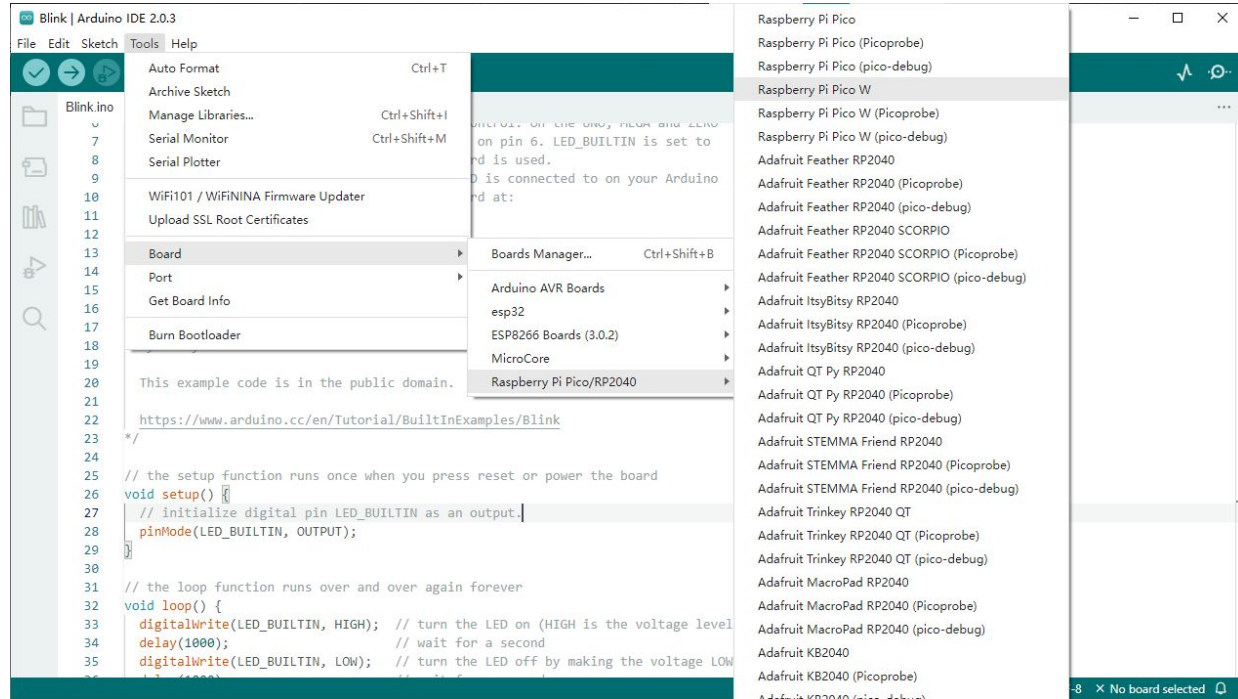 Blink | Arduino IDE 2.0.3
File Edit Sketch Tools Help
Blink.ino
Auto Format Ctrl+T
Archive Sketch
Manage Libraries... Ctrl+Shift+I
Serial Monitor Ctrl+Shift+M
Serial Plotter
WiFi101 / WiFiNINA Firmware Updater
Upload SSL Root Certificates
Board
Port
Get Board Info
Burn Bootloader
Boards Manager... Ctrl+Shift+B
Arduino AVR Boards
esp32
ESP8266 Boards (3.0.2)
MicroCore
Raspberry Pi Pico/RP2040
Raspberry Pi Pico
Raspberry Pi Pico (Picoprobe)
Raspberry Pi Pico (pico-debug)
Raspberry Pi Pico W
Raspberry Pi Pico W (Picoprobe)
Raspberry Pi Pico W (pico-debug)
Adafruit Feather RP2040
Adafruit Feather RP2040 (Picoprobe)
Adafruit Feather RP2040 (pico-debug)
Adafruit Feather RP2040 SCORPIO
Adafruit Feather RP2040 SCORPIO (Picoprobe)
Adafruit Feather RP2040 SCORPIO (pico-debug)
Adafruit ItsyBitsy RP2040
Adafruit ItsyBitsy RP2040 (Picoprobe)
Adafruit ItsyBitsy RP2040 (pico-debug)
Adafruit QT Py RP2040
Adafruit QT Py RP2040 (Picoprobe)
Adafruit QT Py RP2040 (pico-debug)
Adafruit STEMMA Friend RP2040
Adafruit STEMMA Friend RP2040 (Picoprobe)
Adafruit STEMMA Friend RP2040 (pico-debug)
Adafruit Trinkey RP2040 QT
Adafruit Trinkey RP2040 QT (Picoprobe)
Adafruit Trinkey RP2040 QT (pico-debug)
Adafruit MacroPad RP2040
Adafruit MacroPad RP2040 (Picoprobe)
Adafruit MacroPad RP2040 (pico-debug)
Adafruit KB2040
Adafruit KB2040 (Picoprobe)
Adafruit KB2040 (pico-debug)
on the UNO, MEGA and ZERO
7 on pin 6. LED_BUILTIN is set to
8 rd is used.
9 is connected to on your Arduino
10 rd at:
11
12
13
14
15
16
17
18
19
20 This example code is in the public domain.
21
22 https://www.arduino.cc/en/Tutorial/BuiltInExamples/Blink
23 */
24
25 // the setup function runs once when you press reset or power the board
26 void setup() {
27 // initialize digital pin LED_BUILTIN as an output.
28 pinMode(LED_BUILTIN, OUTPUT);
29 }
30
31 // the loop function runs over and over again forever
32 void loop() {
33 digitalWrite(LED_BUILTIN, HIGH); // turn the LED on (HIGH is the voltage level
34 delay(1000); // wait for a second
35 digitalWrite(LED_BUILTIN, LOW); // turn the LED off by making the voltage LOW
-8 × No board selected